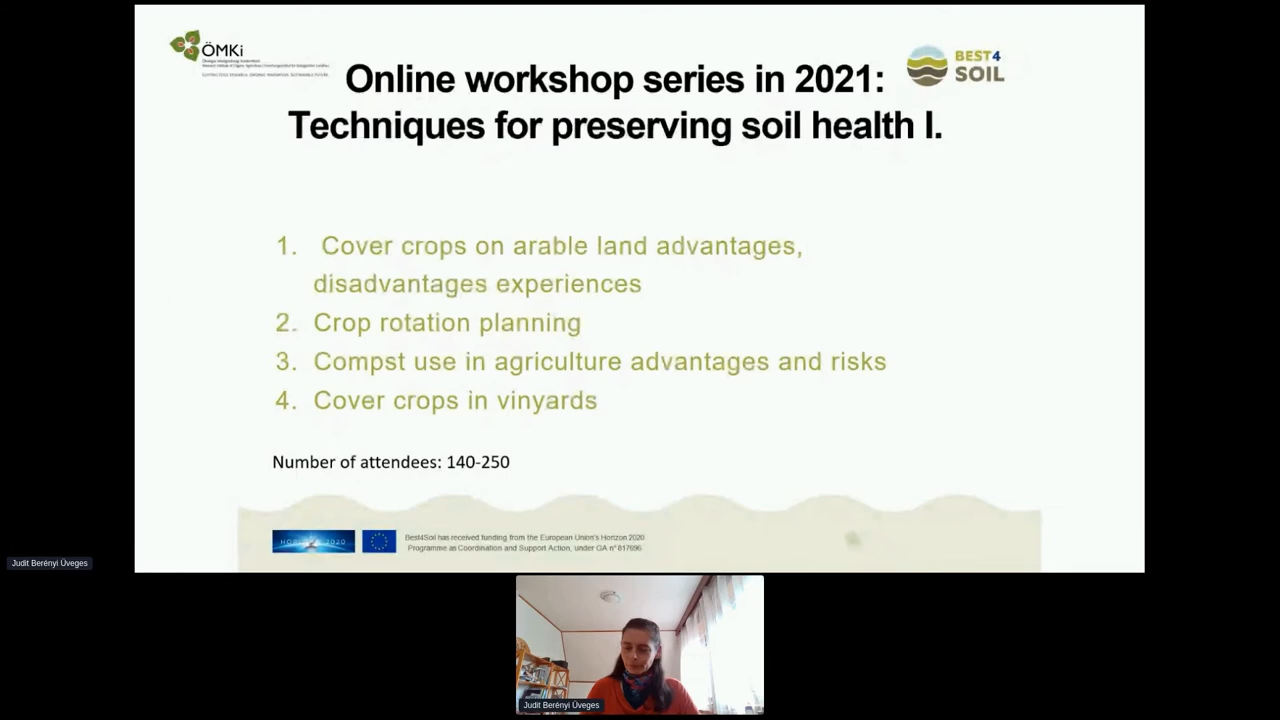 ÖMKi
BEST4
SOIL
Online workshop series in 2021:
Techniques for preserving soil health I.
1. Cover crops on arable land advantages,
disadvantages experiences
2. Crop rotation planning
3. Compst use in agriculture advantages and risks
4. Cover crops in vinyards
Number of attendees: 140-250
HORIZON 2020
Best4Soil has received funding from the European Union's Horizon 2020
Programme as Coordination and Support Action, under GA n° 817696
Judit Berényi Üveges
Judit Berényi Üveges